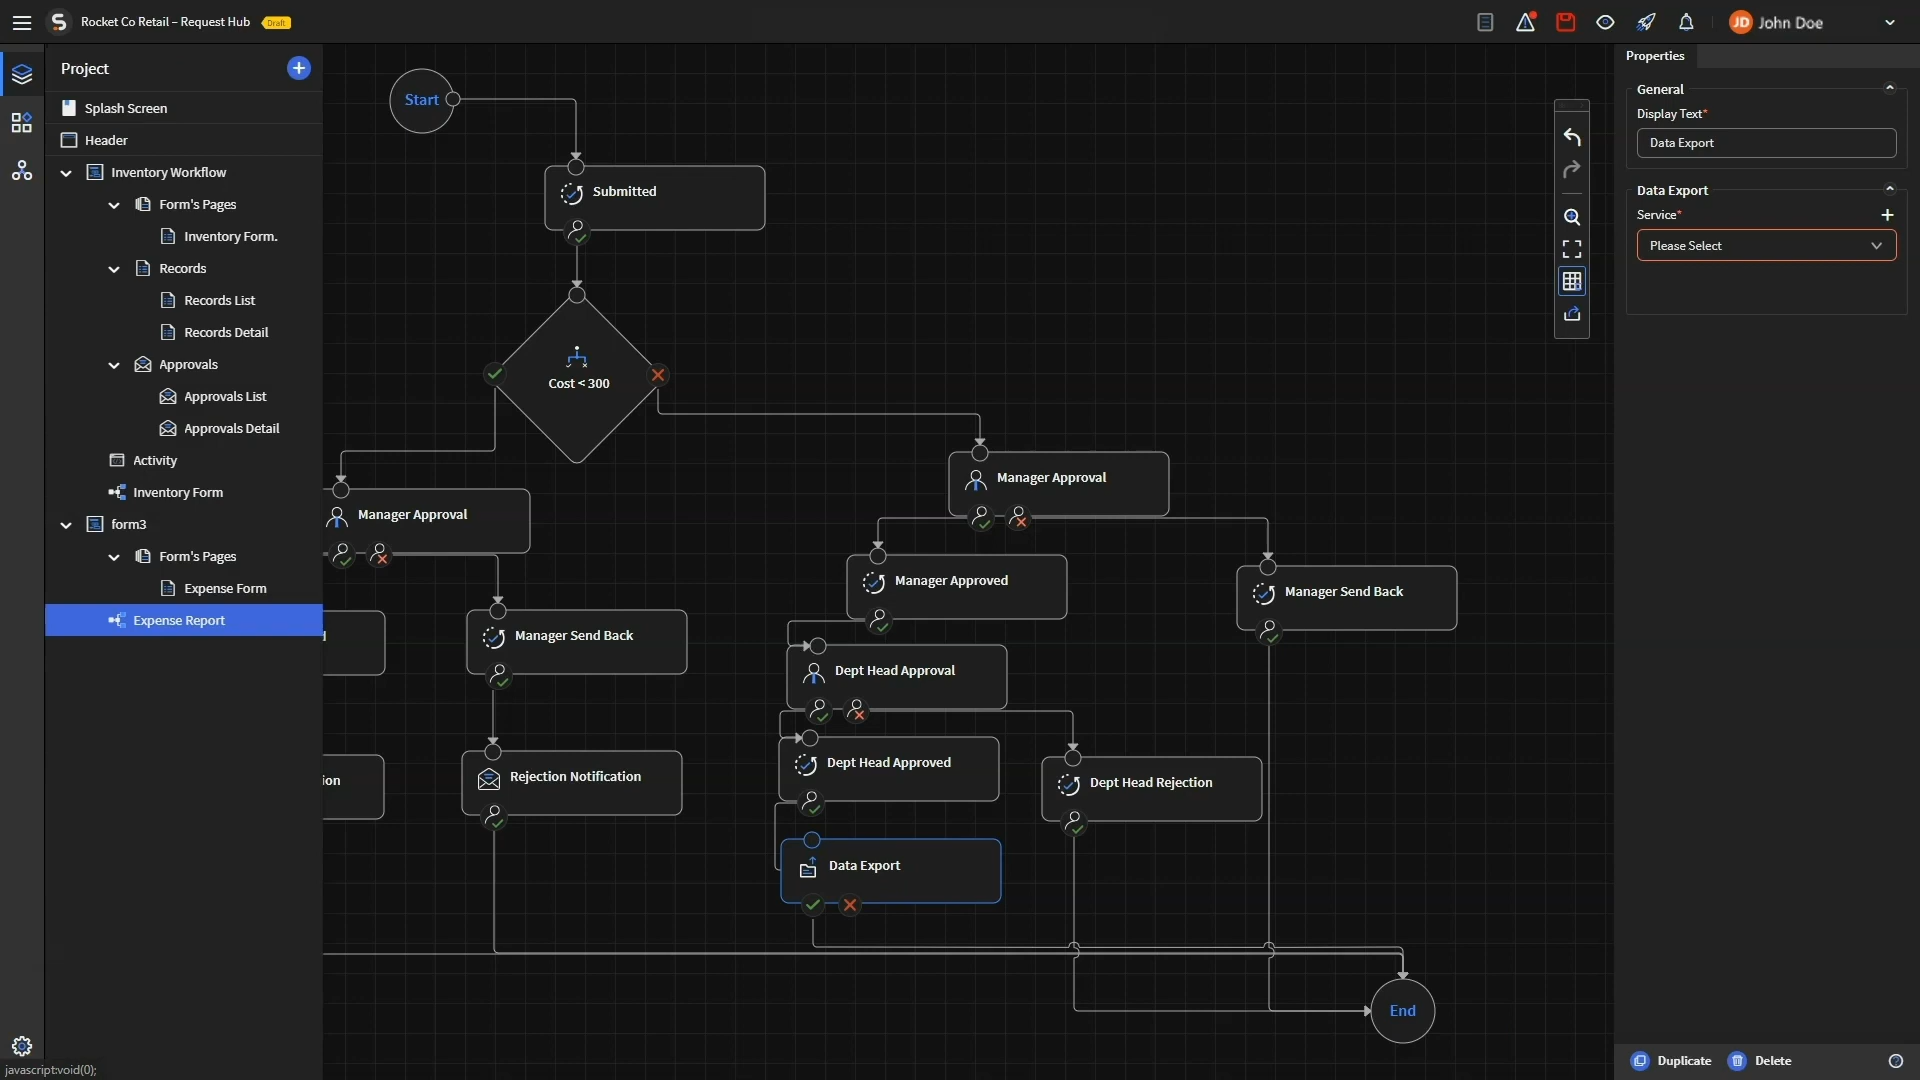 Rocket Co Retail – Request Hub
Draft
JD
John Doe
Project
Splash Screen
Header
Inventory Workflow
Form's Pages
Inventory Form.
Records
Records List
Records Detail
Approvals
Approvals List
Approvals Detail
Activity
Inventory Form
form3
Form's Pages
Expense Form
Expense Report
javascript:void(0);
Start
Submitted
Cost < 300
Manager Approval
Manager Approval
Manager Approved
Manager Send Back
Manager Send Back
Dept Head Approval
Dept Head Approved
Rejection Notification
ion
Dept Head Rejection
Data Export
End
Properties
General
Display Text*
Data Export
Data Export
Service*
Please Select
Duplicate
Delete